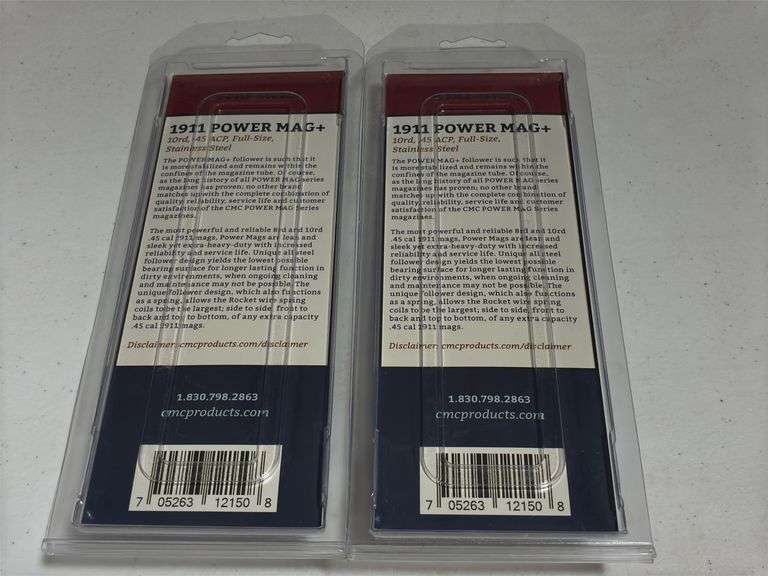 1911 POWER MAG+
10rd, .45 ACP, Full-Size,
Stainless Steel
The POWER MAG+ follower is such that it
is more stabilized and remains within the
confines of the magazine tube. Of course,
as the long history of all POWER MAG series
magazines has proven; no other brand
matches up with the complete combination of
quality, reliability, service life and customer
satisfaction of the CMC POWER MAG Series
magazines.
The most powerful and reliable 8rd and 10rd
.45 cal 1911 mags, Power Mags are lean and
sleek yet extra-heavy-duty with increased
reliability and service life. Unique all steel
follower design yields the lowest possible
bearing surface for longer lasting function in
dirty environments, when ongoing cleaning
and maintenance may not be possible. The
unique follower design, which also functions
as a spring, allows the Rocket wire spring
coils to be the largest; side to side, front to
back and top to bottom, of any extra capacity
.45 cal 1911 mags.
Disclaimer: cmcproducts.com/disclaimer
1.830.798.2863
cmcproducts.com
7 05263 12150 8
1911 POWER MAG+
10rd, .45 ACP, Full-Size,
Stainless Steel
The POWER MAG+ follower is such that it
is more stabilized and remains within the
confines of the magazine tube. Of course,
as the long history of all POWER MAG series
magazines has proven; no other brand
matches up with the complete combination of
quality, reliability, service life and customer
satisfaction of the CMC POWER MAG Series
magazines.
The most powerful and reliable 8rd and 10rd
.45 cal 1911 mags, Power Mags are lean and
sleek yet extra-heavy-duty with increased
reliability and service life. Unique all steel
follower design yields the lowest possible
bearing surface for longer lasting function in
dirty environments, when ongoing cleaning
and maintenance may not be possible. The
unique follower design, which also functions
as a spring, allows the Rocket wire spring
coils to be the largest; side to side, front to
back and top to bottom, of any extra capacity
.45 cal 1911 mags.
Disclaimer: cmcproducts.com/disclaimer
1.830.798.2863
cmcproducts.com
7 05263 12150 8